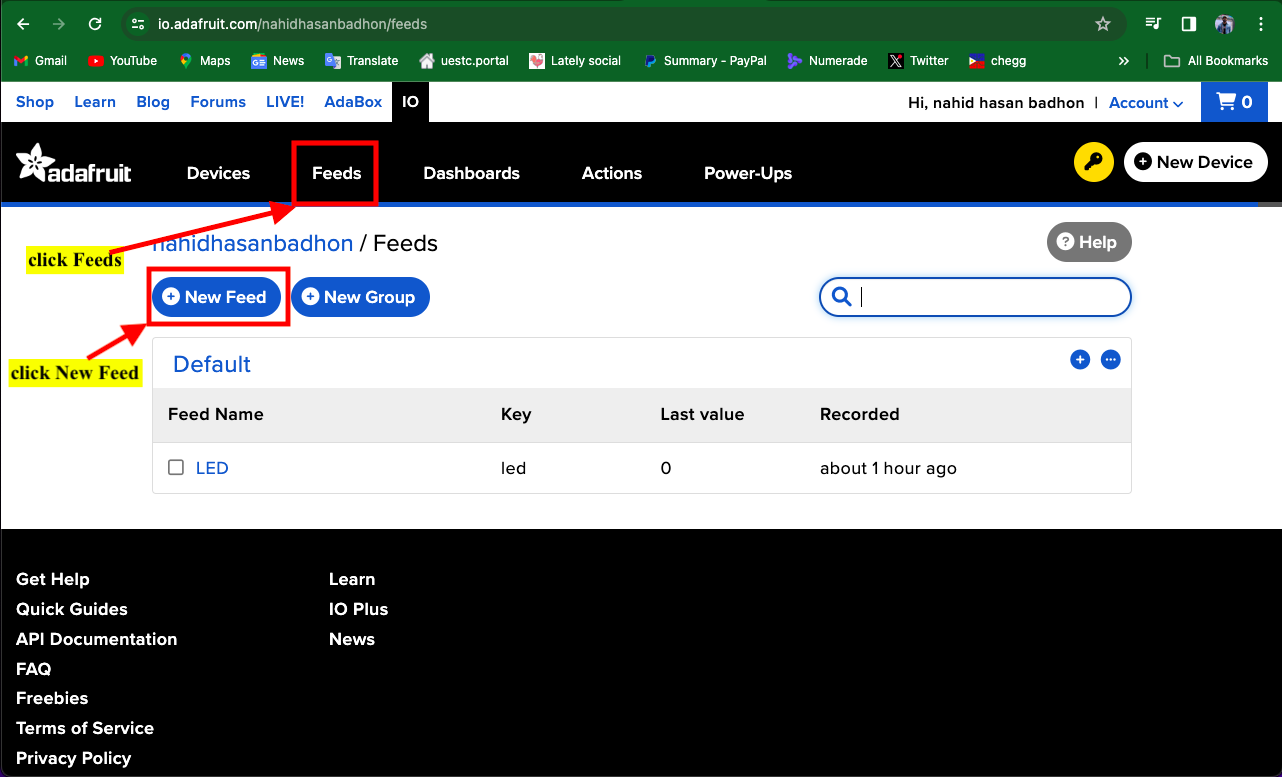 io.adafruit.com/nahidhasanbadhon/feeds
Gmail YouTube Maps News Translate uestc.portal Lately social Summary - PayPal Numerade Twitter chegg » All Bookmarks
Shop Learn Blog Forums LIVE! AdaBox IO Hi, nahid hasan badhon | Account 0
adafruit Devices Feeds Dashboards Actions Power-Ups New Device
nahidhasanbadhon / Feeds Help
click Feeds
New Feed New Group
click New Feed
Default
Feed Name Key Last value Recorded
LED led 0 about 1 hour ago
Get Help
Quick Guides
API Documentation
FAQ
Freebies
Terms of Service
Privacy Policy
Learn
IO Plus
News